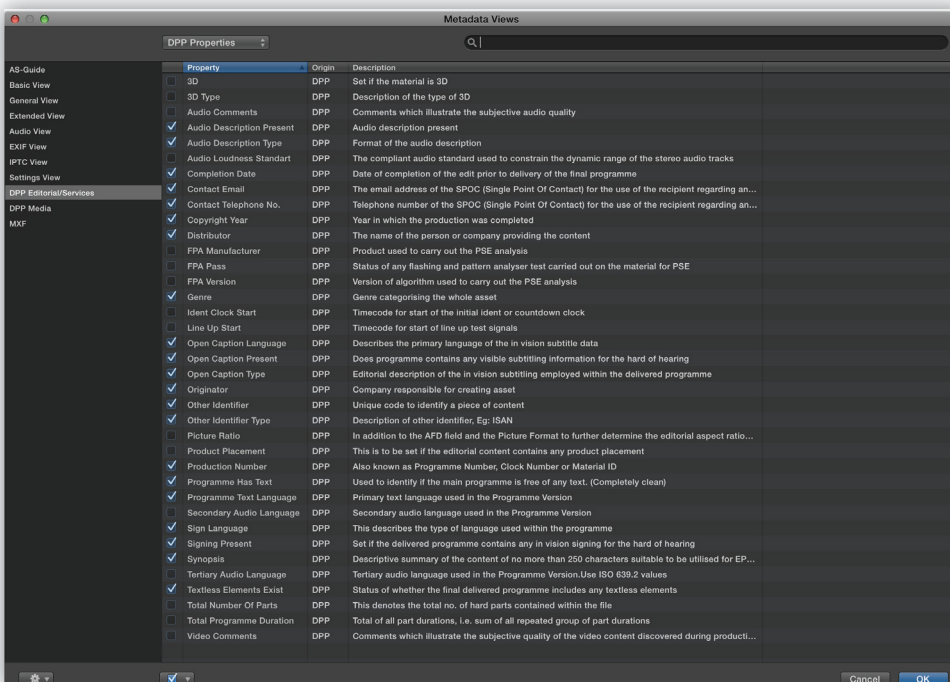 Metadata Views
DPP Properties
AS-Guide
Basic View
General View
Extended View
Audio View
EXIF View
IPTC View
Settings View
DPP Editorial/Services
DPP Media
MXF
Property Origin Description
3D DPP Set if the material is 3D
3D Type DPP Description of the type of 3D
Audio Comments DPP Comments which illustrate the subjective audio quality
Audio Description Present DPP Audio description present
Audio Description Type DPP Format of the audio description
Audio Loudness Standart DPP The compliant audio standard used to constrain the dynamic range of the stereo audio tracks
Completion Date DPP Date of completion of the edit prior to delivery of the final programme
Contact Email DPP The email address of the SPOC (Single Point Of Contact) for the use of the recipient regarding an...
Contact Telephone No. DPP Telephone number of the SPOC (Single Point Of Contact) for the use of the recipient regarding an...
Copyright Year DPP Year in which the production was completed
Distributor DPP The name of the person or company providing the content
FPA Manufacturer DPP Product used to carry out the PSE analysis
FPA Pass DPP Status of any flashing and pattern analyser test carried out on the material for PSE
FPA Version DPP Version of algorithm used to carry out the PSE analysis
Genre DPP Genre categorising the whole asset
Ident Clock Start DPP Timecode for start of the initial ident or countdown clock
Line Up Start DPP Timecode for start of line up test signals
Open Caption Language DPP Describes the primary language of the in vision subtitle data
Open Caption Present DPP Does programme contains any visible subtitling information for the hard of hearing
Open Caption Type DPP Editorial description of the in vision subtitling employed within the delivered programme
Originator DPP Company responsible for creating asset
Other Identifier DPP Unique code to identify a piece of content
Other Identifier Type DPP Description of other identifier, Eg: ISAN
Picture Ratio DPP In addition to the AFD field and the Picture Format to further determine the editorial aspect ratio...
Product Placement DPP This is to be set if the editorial content contains any product placement
Production Number DPP Also known as Programme Number, Clock Number or Material ID
Programme Has Text DPP Used to identify if the main programme is free of any text. (Completely clean)
Programme Text Language DPP Primary text language used in the Programme Version
Secondary Audio Language DPP Secondary audio language used in the Programme Version
Sign Language DPP This describes the type of language used within the programme
Signing Present DPP Set if the delivered programme contains any in vision signing for the hard of hearing
Synopsis DPP Descriptive summary of the content of no more than 250 characters suitable to be utilised for EP...
Tertiary Audio Language DPP Tertiary audio language used in the Programme Version.Use ISO 639.2 values
Textless Elements Exist DPP Status of whether the final delivered programme includes any textless elements
Total Number Of Parts DPP This denotes the total no. of hard parts contained within the file
Total Programme Duration DPP Total of all part durations, i.e. sum of all repeated group of part durations
Video Comments DPP Comments which illustrate the subjective quality of the video content discovered during producti...
Cancel OK